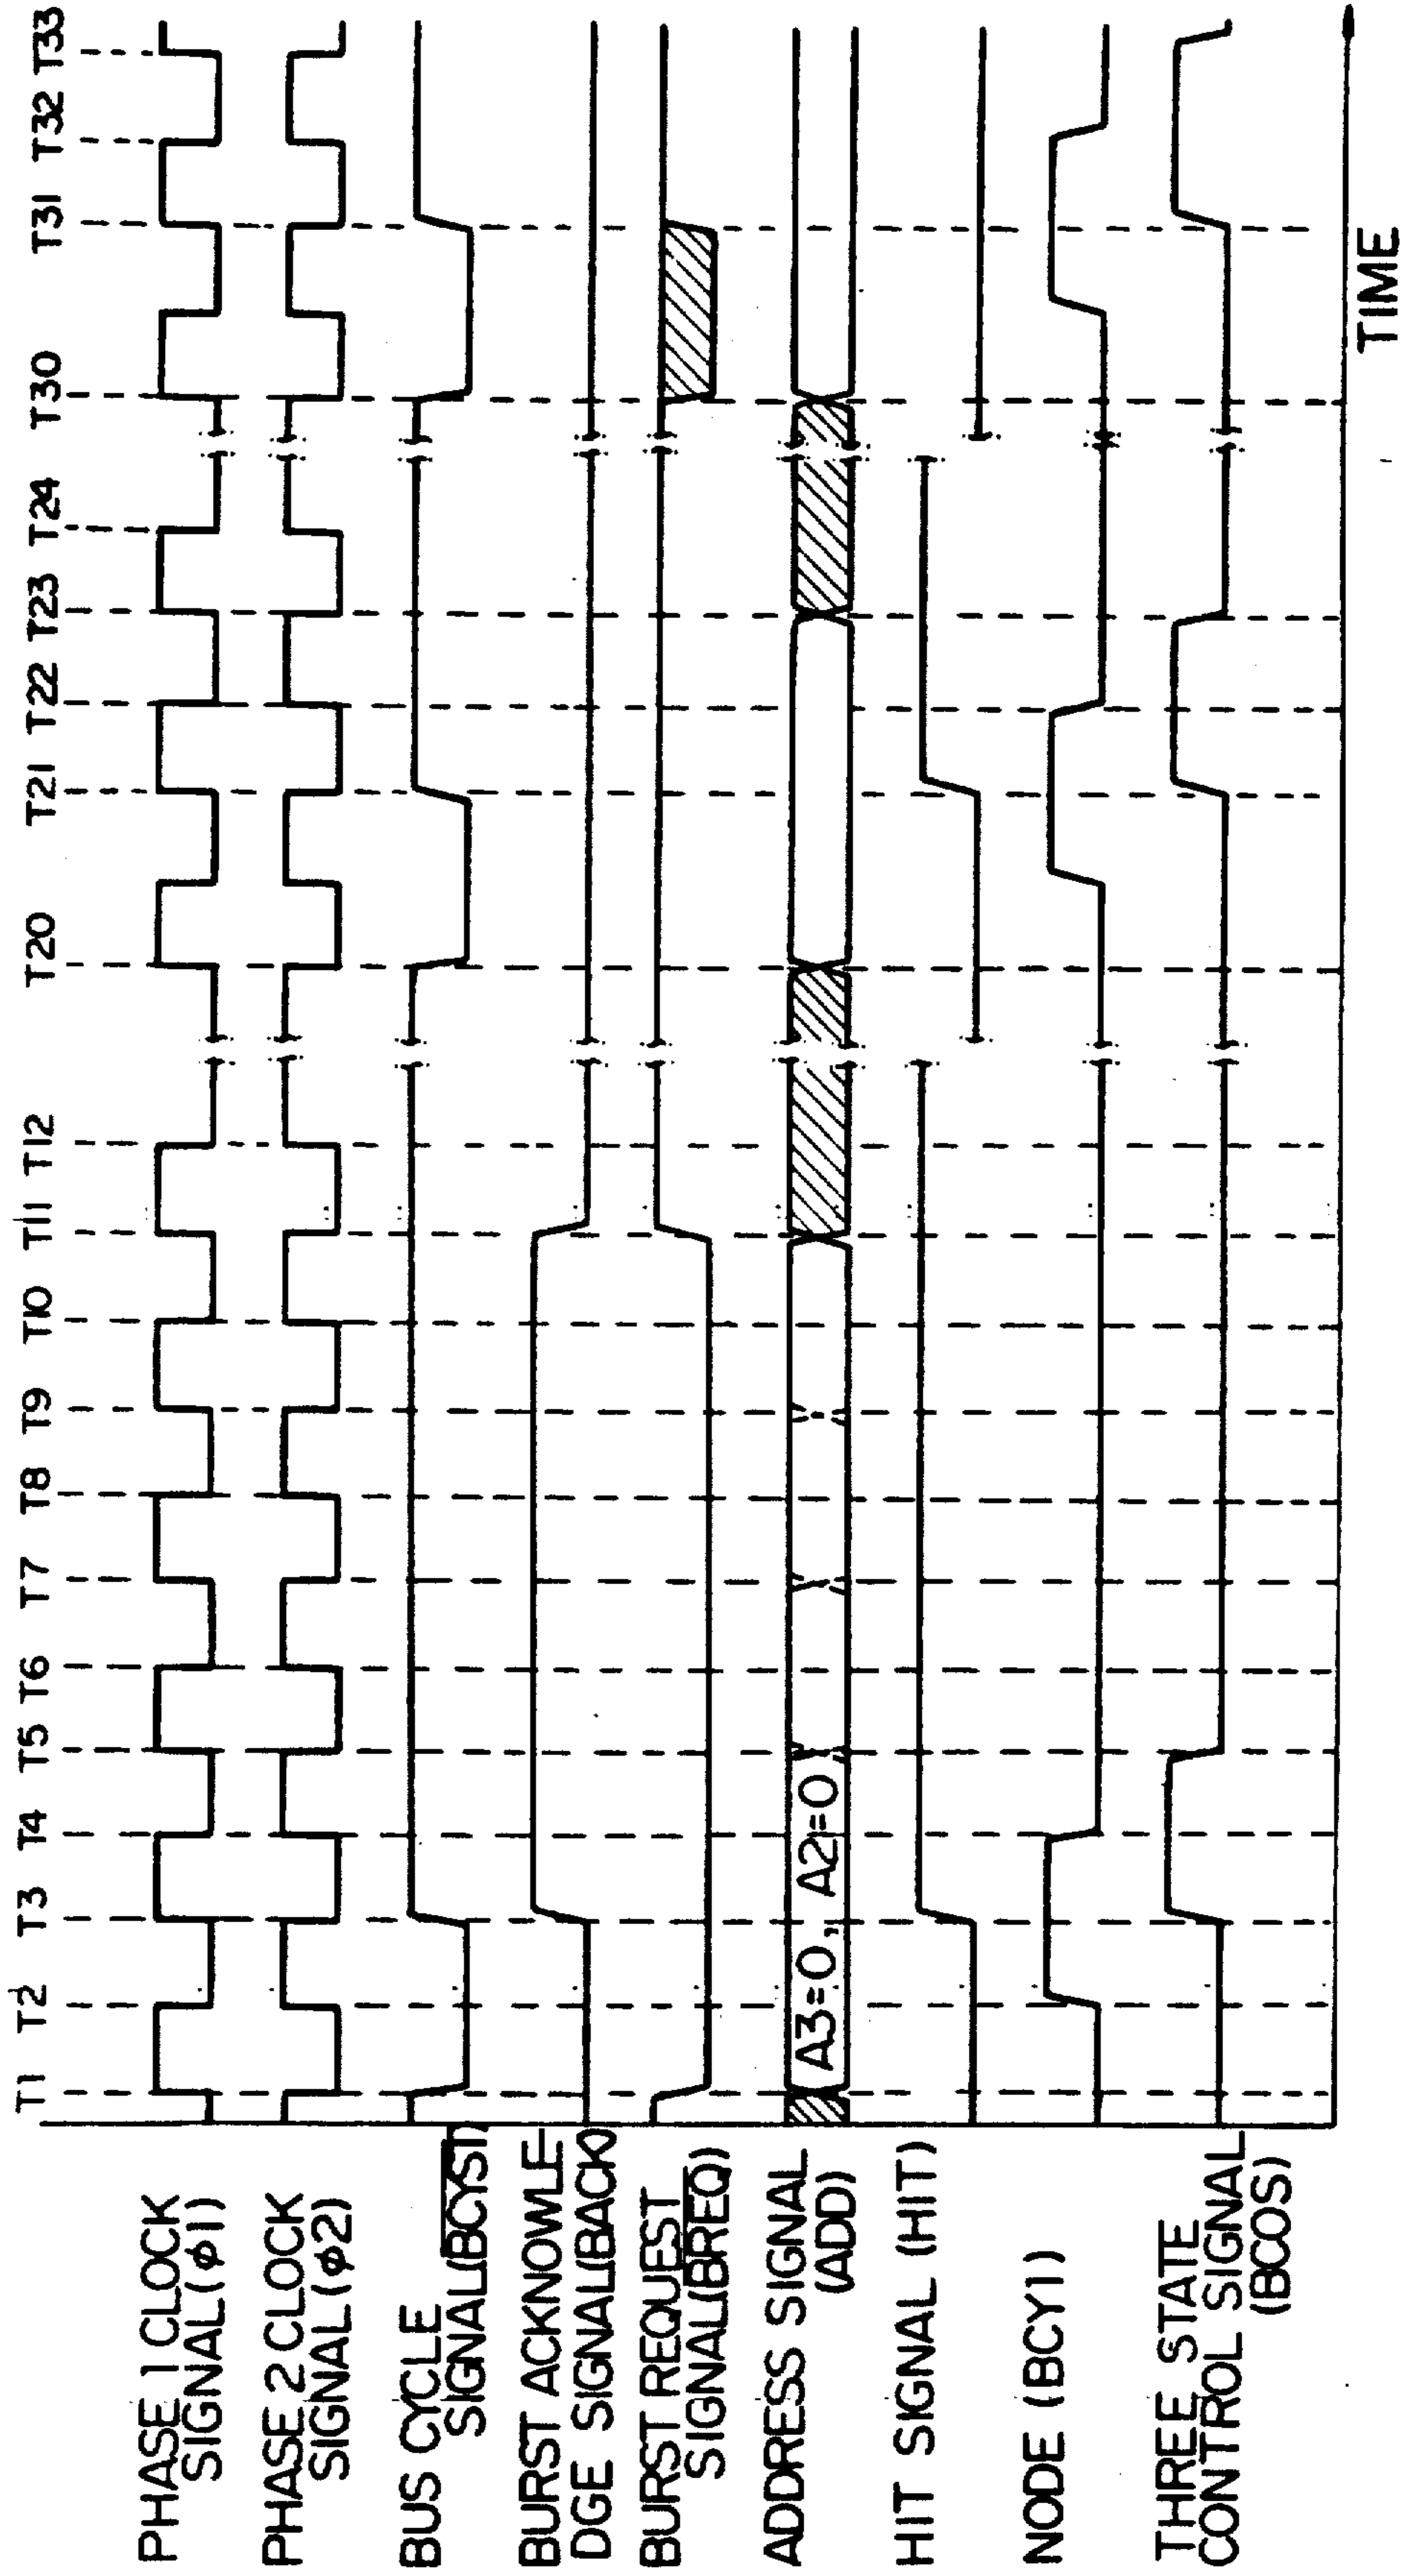 T1 T2 T3 T4 T5 T6 T7 T8 T9 T10 T11 T12 T20 T21 T22 T23 T24 T30 T31 T32 T33
PHASE 1 CLOCK
SIGNAL(φ1)
PHASE 2 CLOCK
SIGNAL(φ2)
BUS CYCLE
SIGNAL(BCYST)
BURST ACKNOWLE-
DGE SIGNAL(BACK)
BURST REQUEST
SIGNAL(BREQ)
ADDRESS SIGNAL
(ADD)
A3=0, A2=0
HIT SIGNAL (HIT)
NODE (BCY1)
THREE STATE
CONTROL SIGNAL
(BCOS)
TIME